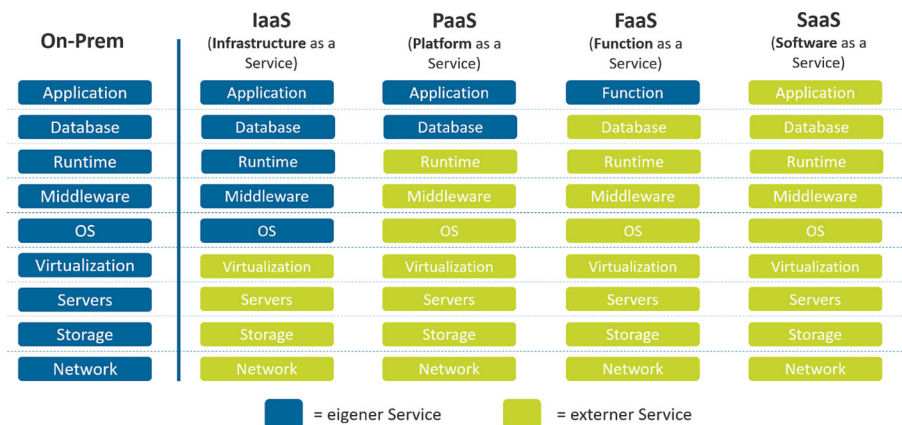 On-Prem
IaaS
(Infrastructure as a
Service)
PaaS
(Platform as a
Service)
FaaS
(Function as a
Service)
SaaS
(Software as a
Service)
Application Application Application Function Application
Database Database Database Database Database
Runtime Runtime Runtime Runtime Runtime
Middleware Middleware Middleware Middleware Middleware
OS OS OS OS OS
Virtualization Virtualization Virtualization Virtualization Virtualization
Servers Servers Servers Servers Servers
Storage Storage Storage Storage Storage
Network Network Network Network Network
= eigener Service = externer Service